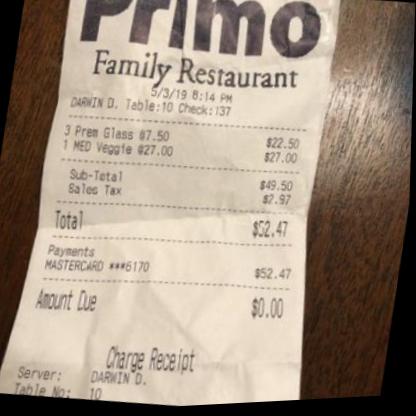 Primo
Family Restaurant
5/3/19 8:14 PM
DARWIN D. Table:10 Check:137
3 Prem Glass @7.50 $22.50
1 MED Veggie @27.00 $27.00
Sub-Total $49.50
Sales Tax $2.97
Total $52.47
Payments
MASTERCARD ***6170 $52.47
Amount Due $0.00
Charge Receipt
Server: DARWIN D.
Table No: 10